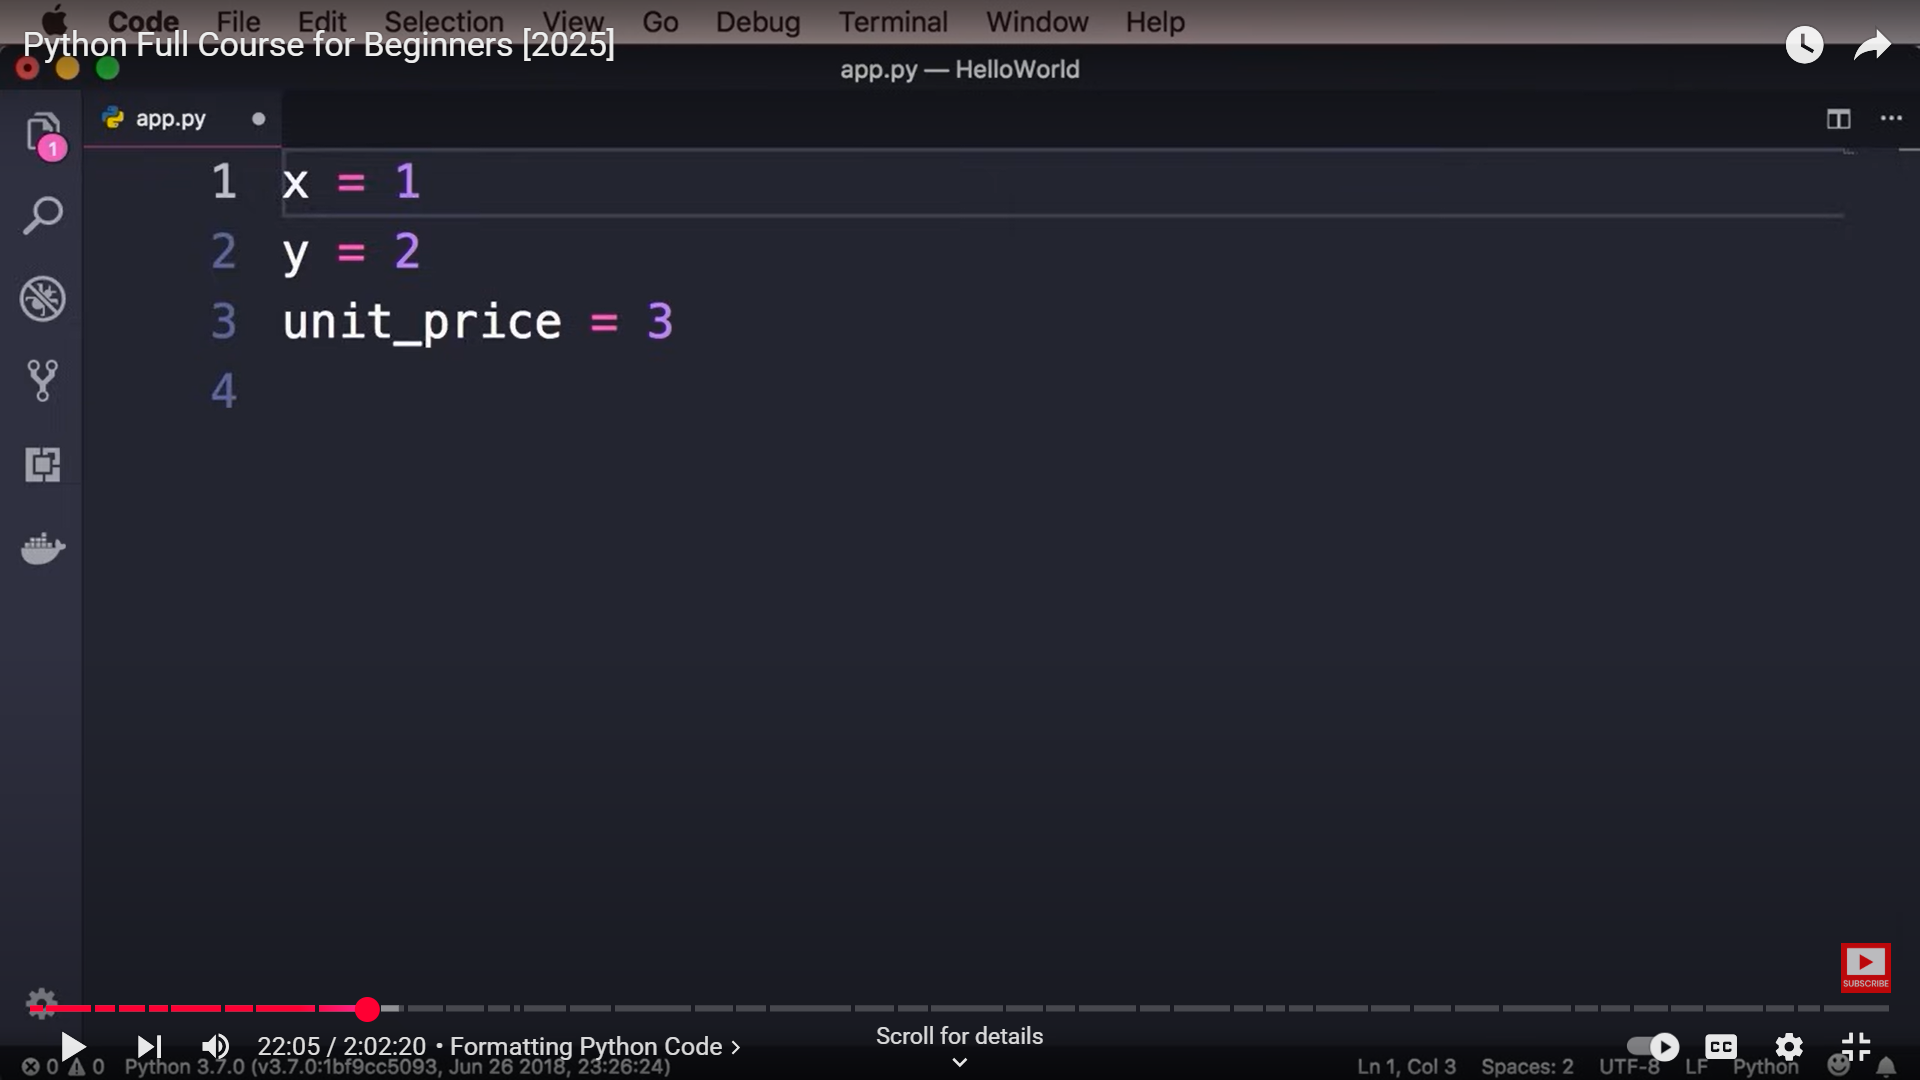 Code File Edit Selection View Go Debug Terminal Window Help
Python Full Course for Beginners [2025]
app.py — HelloWorld
app.py
1
1 x = 1
2 y = 2
3 unit_price = 3
4
SUBSCRIBE
Scroll for details
22:05 / 2:02:20 • Formatting Python Code
CC
0 0 Python 3.7.0 (v3.7.0:1bf9cc5093, Jun 26 2018, 23:26:24) Ln 1, Col 3 Spaces: 2 UTF-8 LF Python